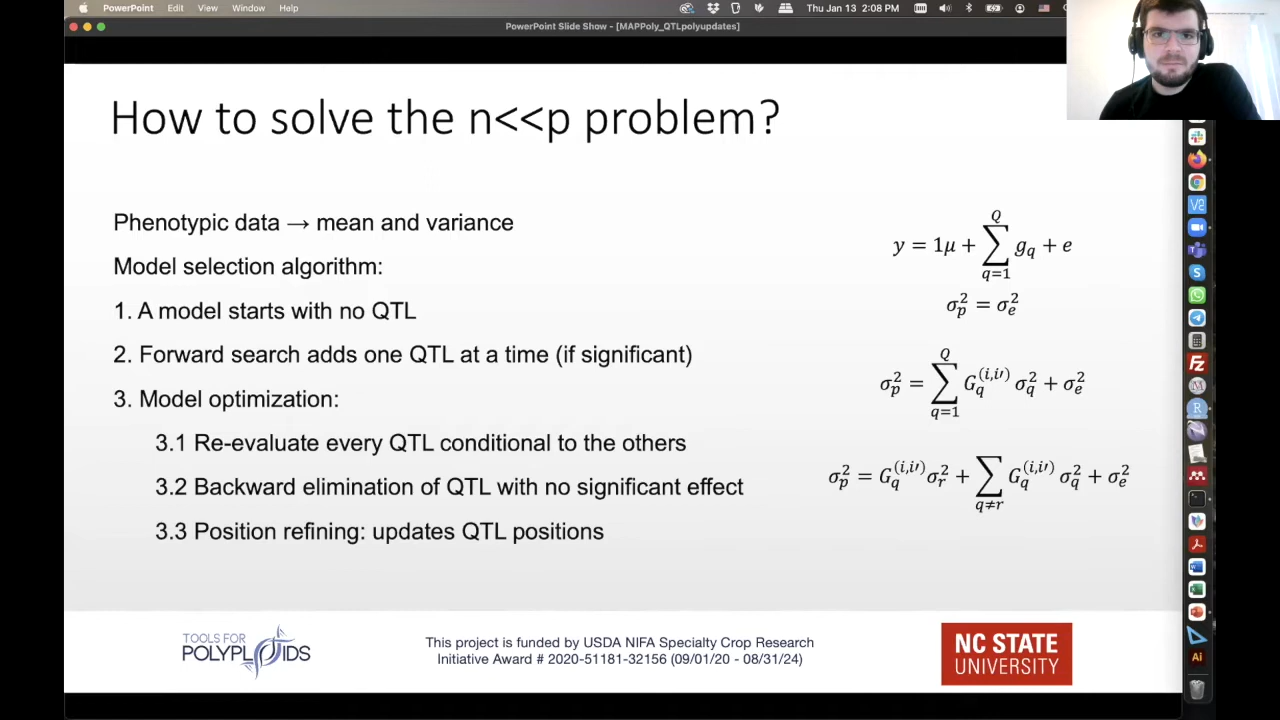 PowerPoint Edit View Window Help
Thu Jan 13 2:08 PM
PowerPoint Slide Show - [MAPPoly_QTLpolyupdates]
How to solve the n<<p problem?
Phenotypic data → mean and variance
Model selection algorithm:
1. A model starts with no QTL
2. Forward search adds one QTL at a time (if significant)
3. Model optimization:
3.1 Re-evaluate every QTL conditional to the others
3.2 Backward elimination of QTL with no significant effect
3.3 Position refining: updates QTL positions
y = 1μ + ∑_{q=1}^{Q} g_q + e
σ_p^2 = σ_e^2
σ_p^2 = ∑_{q=1}^{Q} G_q^{(i,i′)} σ_q^2 + σ_e^2
σ_p^2 = G_q^{(i,i′)} σ_r^2 + ∑_{q≠r} G_q^{(i,i′)} σ_q^2 + σ_e^2
TOOLS FOR
POLYPLOIDS
This project is funded by USDA NIFA Specialty Crop Research
Initiative Award # 2020-51181-32156 (09/01/20 - 08/31/24)
NC STATE
UNIVERSITY
Fz
R
Ai